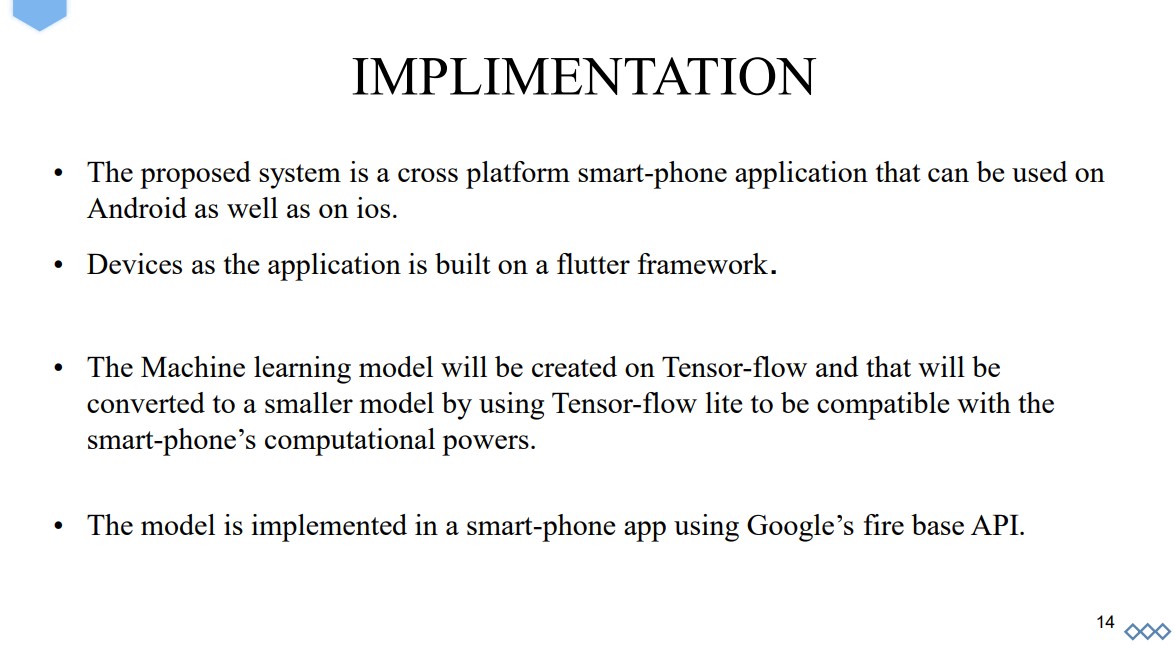 IMPLIMENTATION
• The proposed system is a cross platform smart-phone application that can be used on
Android as well as on ios.
• Devices as the application is built on a flutter framework.
• The Machine learning model will be created on Tensor-flow and that will be
converted to a smaller model by using Tensor-flow lite to be compatible with the
smart-phone’s computational powers.
• The model is implemented in a smart-phone app using Google’s fire base API.
14